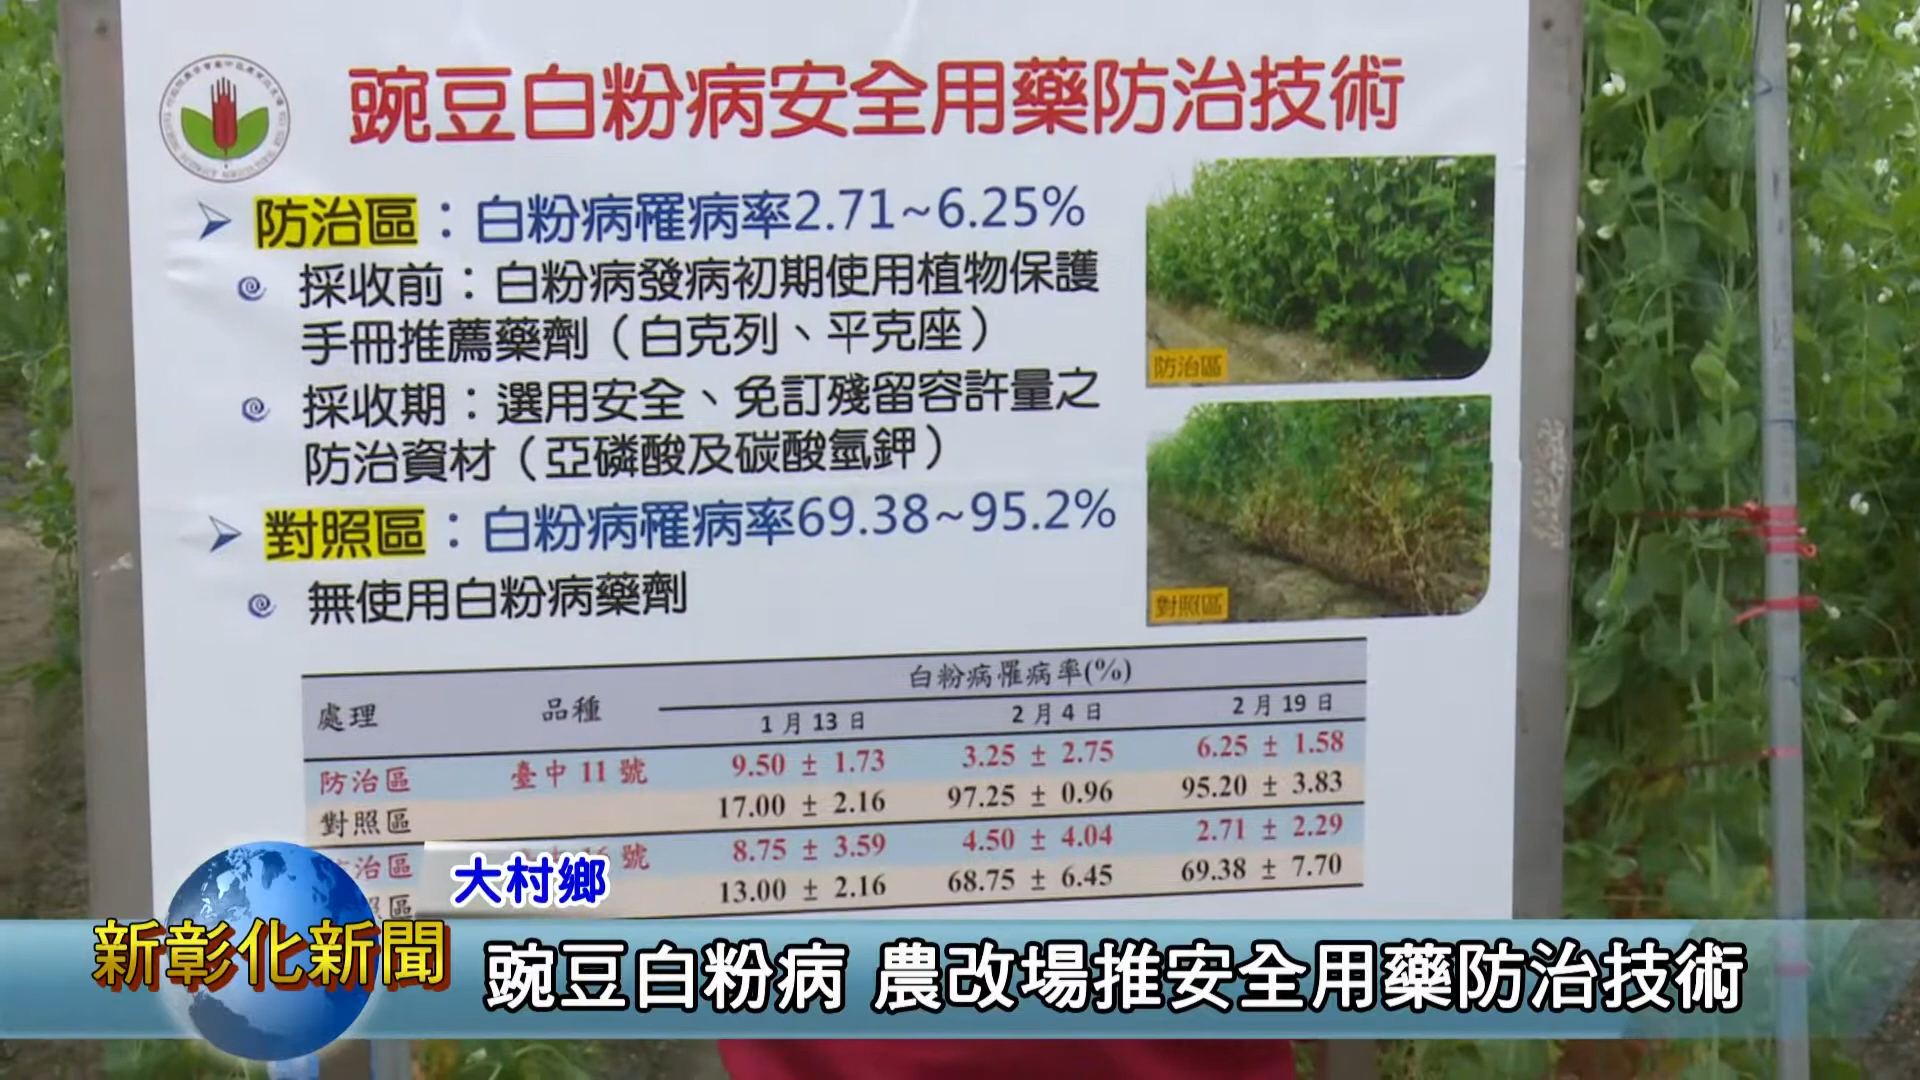 豌豆白粉病安全用藥防治技術
防治區：白粉病罹病率2.71~6.25%
採收前：白粉病發病初期使用植物保護
手冊推薦藥劑（白克列、平克座）
採收期：選用安全、免訂殘留容許量之
防治資材（亞磷酸及碳酸氫鉀）
對照區：白粉病罹病率69.38~95.2%
無使用白粉病藥劑
防治區
對照區
處理 品種 白粉病罹病率(%)
1月13日 2月4日 2月19日
防治區 臺中11號 9.50 ± 1.73 3.25 ± 2.75 6.25 ± 1.58
對照區 17.00 ± 2.16 97.25 ± 0.96 95.20 ± 3.83
治區 號 8.75 ± 3.59 4.50 ± 4.04 2.71 ± 2.29
照區 13.00 ± 2.16 68.75 ± 6.45 69.38 ± 7.70
大村鄉
新彰化新聞
豌豆白粉病 農改場推安全用藥防治技術